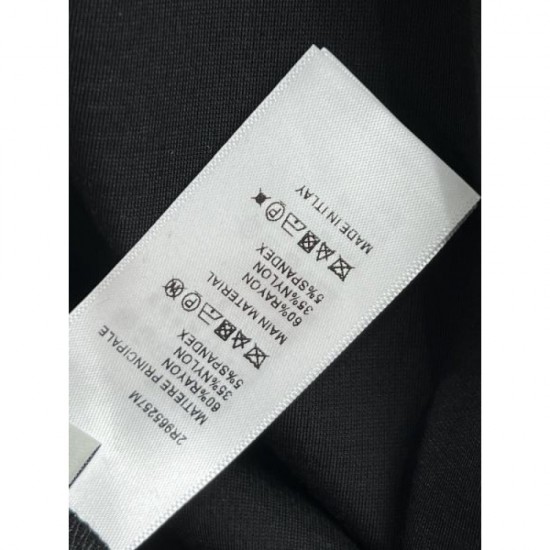 2R965257M
MATIERE PRINCIPALE
60%RAYON
35%NYLON
5%SPANDEX
MAIN MATERIAL
60%RAYON
35%NYLON
5%SPANDEX
MADE IN ITLAY